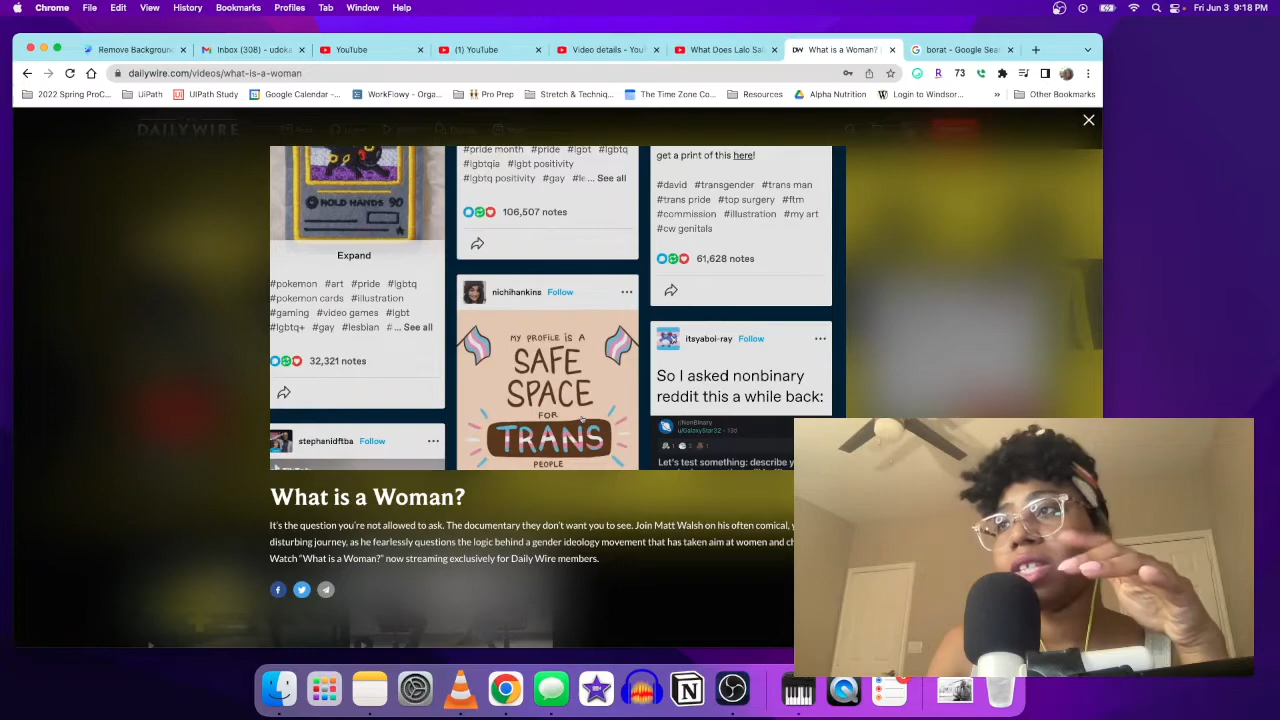 Chrome File Edit View History Bookmarks Profiles Tab Window Help
Fri Jun 3 9:18 PM
Remove Background
Gmail Inbox (308) – udoka
YouTube
(1) YouTube
Video details - You
What Does Lalo Sal
DW What is a Woman?
borat - Google Sea
dailywire.com/videos/what-is-a-woman
73
2022 Spring ProC...
UiPath
UI UIPath Study
Google Calendar -...
WorkFlowy - Orga...
Pro Prep
Stretch & Techniq...
The Time Zone Co...
Resources
Alpha Nutrition
Login to Windsor...
»
Other Bookmarks
DAILYWIRE
HOLD HANDS 90
Expand
#pokemon #art #pride #lgbtq
#pokemon cards #illustration
#gaming #video games #lgbt
#lgbtq+ #gay #lesbian #... See all
32,321 notes
stephanidftba Follow
#pride month #pride #lgbt #lgbtq
#lgbtqia #lgbt positivity
#lgbtq positivity #gay #le... See all
106,507 notes
nichihankins Follow
MY PROFILE IS A
SAFE
SPACE
FOR
TRANS
PEOPLE
get a print of this here!
#david #transgender #trans man
#trans pride #top surgery #ftm
#commission #illustration #my art
#cw genitals
61,628 notes
itsyaboi-ray Follow
So I asked nonbinary
reddit this a while back:
r/NonBinary
u/GalaxyStar32 • 13d
Let's test something: describe y
What is a Woman?
It's the question you're not allowed to ask. The documentary they don't want you to see. Join Matt Walsh on his often comical,
disturbing journey, as he fearlessly questions the logic behind a gender ideology movement that has taken aim at women and ch
Watch "What is a Woman?" now streaming exclusively for Daily Wire members.